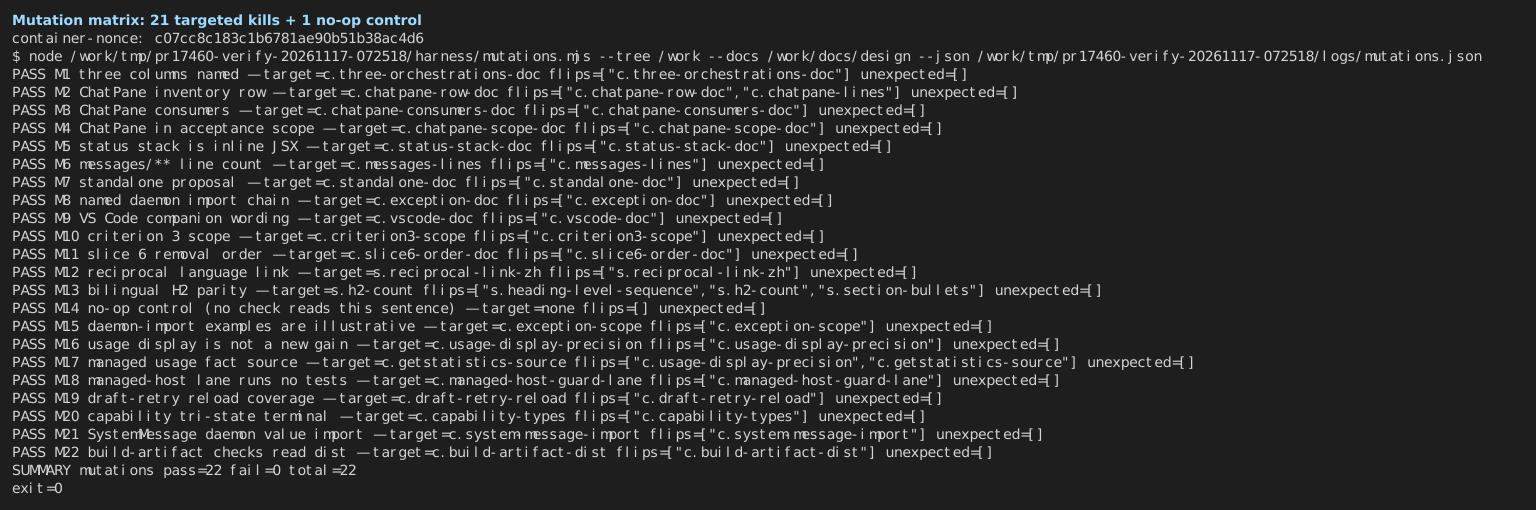 Mutation matrix: 21 targeted kills + 1 no-op control
container-nonce: c07cc8c183c1b6781ae90b51b38ac4d6
$ node /work/tmp/pr17460-verify-20261117-072518/harness/mutations.mjs --tree /work --docs /work/docs/design --json /work/tmp/pr17460-verify-20261117-072518/logs/mutations.json
PASS M1 three columns named — target=c.three-orchestrations-doc flips=["c.three-orchestrations-doc"] unexpected=[]
PASS M2 ChatPane inventory row — target=c.chatpane-row-doc flips=["c.chatpane-row-doc","c.chatpane-lines"] unexpected=[]
PASS M3 ChatPane consumers — target=c.chatpane-consumers-doc flips=["c.chatpane-consumers-doc"] unexpected=[]
PASS M4 ChatPane in acceptance scope — target=c.chatpane-scope-doc flips=["c.chatpane-scope-doc"] unexpected=[]
PASS M5 status stack is inline JSX — target=c.status-stack-doc flips=["c.status-stack-doc"] unexpected=[]
PASS M6 messages/** line count — target=c.messages-lines flips=["c.messages-lines"] unexpected=[]
PASS M7 standalone proposal — target=c.standalone-doc flips=["c.standalone-doc"] unexpected=[]
PASS M8 named daemon import chain — target=c.exception-doc flips=["c.exception-doc"] unexpected=[]
PASS M9 VS Code companion wording — target=c.vscode-doc flips=["c.vscode-doc"] unexpected=[]
PASS M10 criterion 3 scope — target=c.criterion3-scope flips=["c.criterion3-scope"] unexpected=[]
PASS M11 slice 6 removal order — target=c.slice6-order-doc flips=["c.slice6-order-doc"] unexpected=[]
PASS M12 reciprocal language link — target=s.reciprocal-link-zh flips=["s.reciprocal-link-zh"] unexpected=[]
PASS M13 bilingual H2 parity — target=s.h2-count flips=["s.heading-level-sequence","s.h2-count","s.section-bullets"] unexpected=[]
PASS M14 no-op control (no check reads this sentence) — target=none flips=[] unexpected=[]
PASS M15 daemon-import examples are illustrative — target=c.exception-scope flips=["c.exception-scope"] unexpected=[]
PASS M16 usage display is not a new gain — target=c.usage-display-precision flips=["c.usage-display-precision"] unexpected=[]
PASS M17 managed usage fact source — target=c.getstatistics-source flips=["c.usage-display-precision","c.getstatistics-source"] unexpected=[]
PASS M18 managed-host lane runs no tests — target=c.managed-host-guard-lane flips=["c.managed-host-guard-lane"] unexpected=[]
PASS M19 draft-retry reload coverage — target=c.draft-retry-reload flips=["c.draft-retry-reload"] unexpected=[]
PASS M20 capability tri-state terminal — target=c.capability-types flips=["c.capability-types"] unexpected=[]
PASS M21 SystemMessage daemon value import — target=c.system-message-import flips=["c.system-message-import"] unexpected=[]
PASS M22 build-artifact checks read dist — target=c.build-artifact-dist flips=["c.build-artifact-dist"] unexpected=[]
SUMMARY mutations pass=22 fail=0 total=22
exit=0